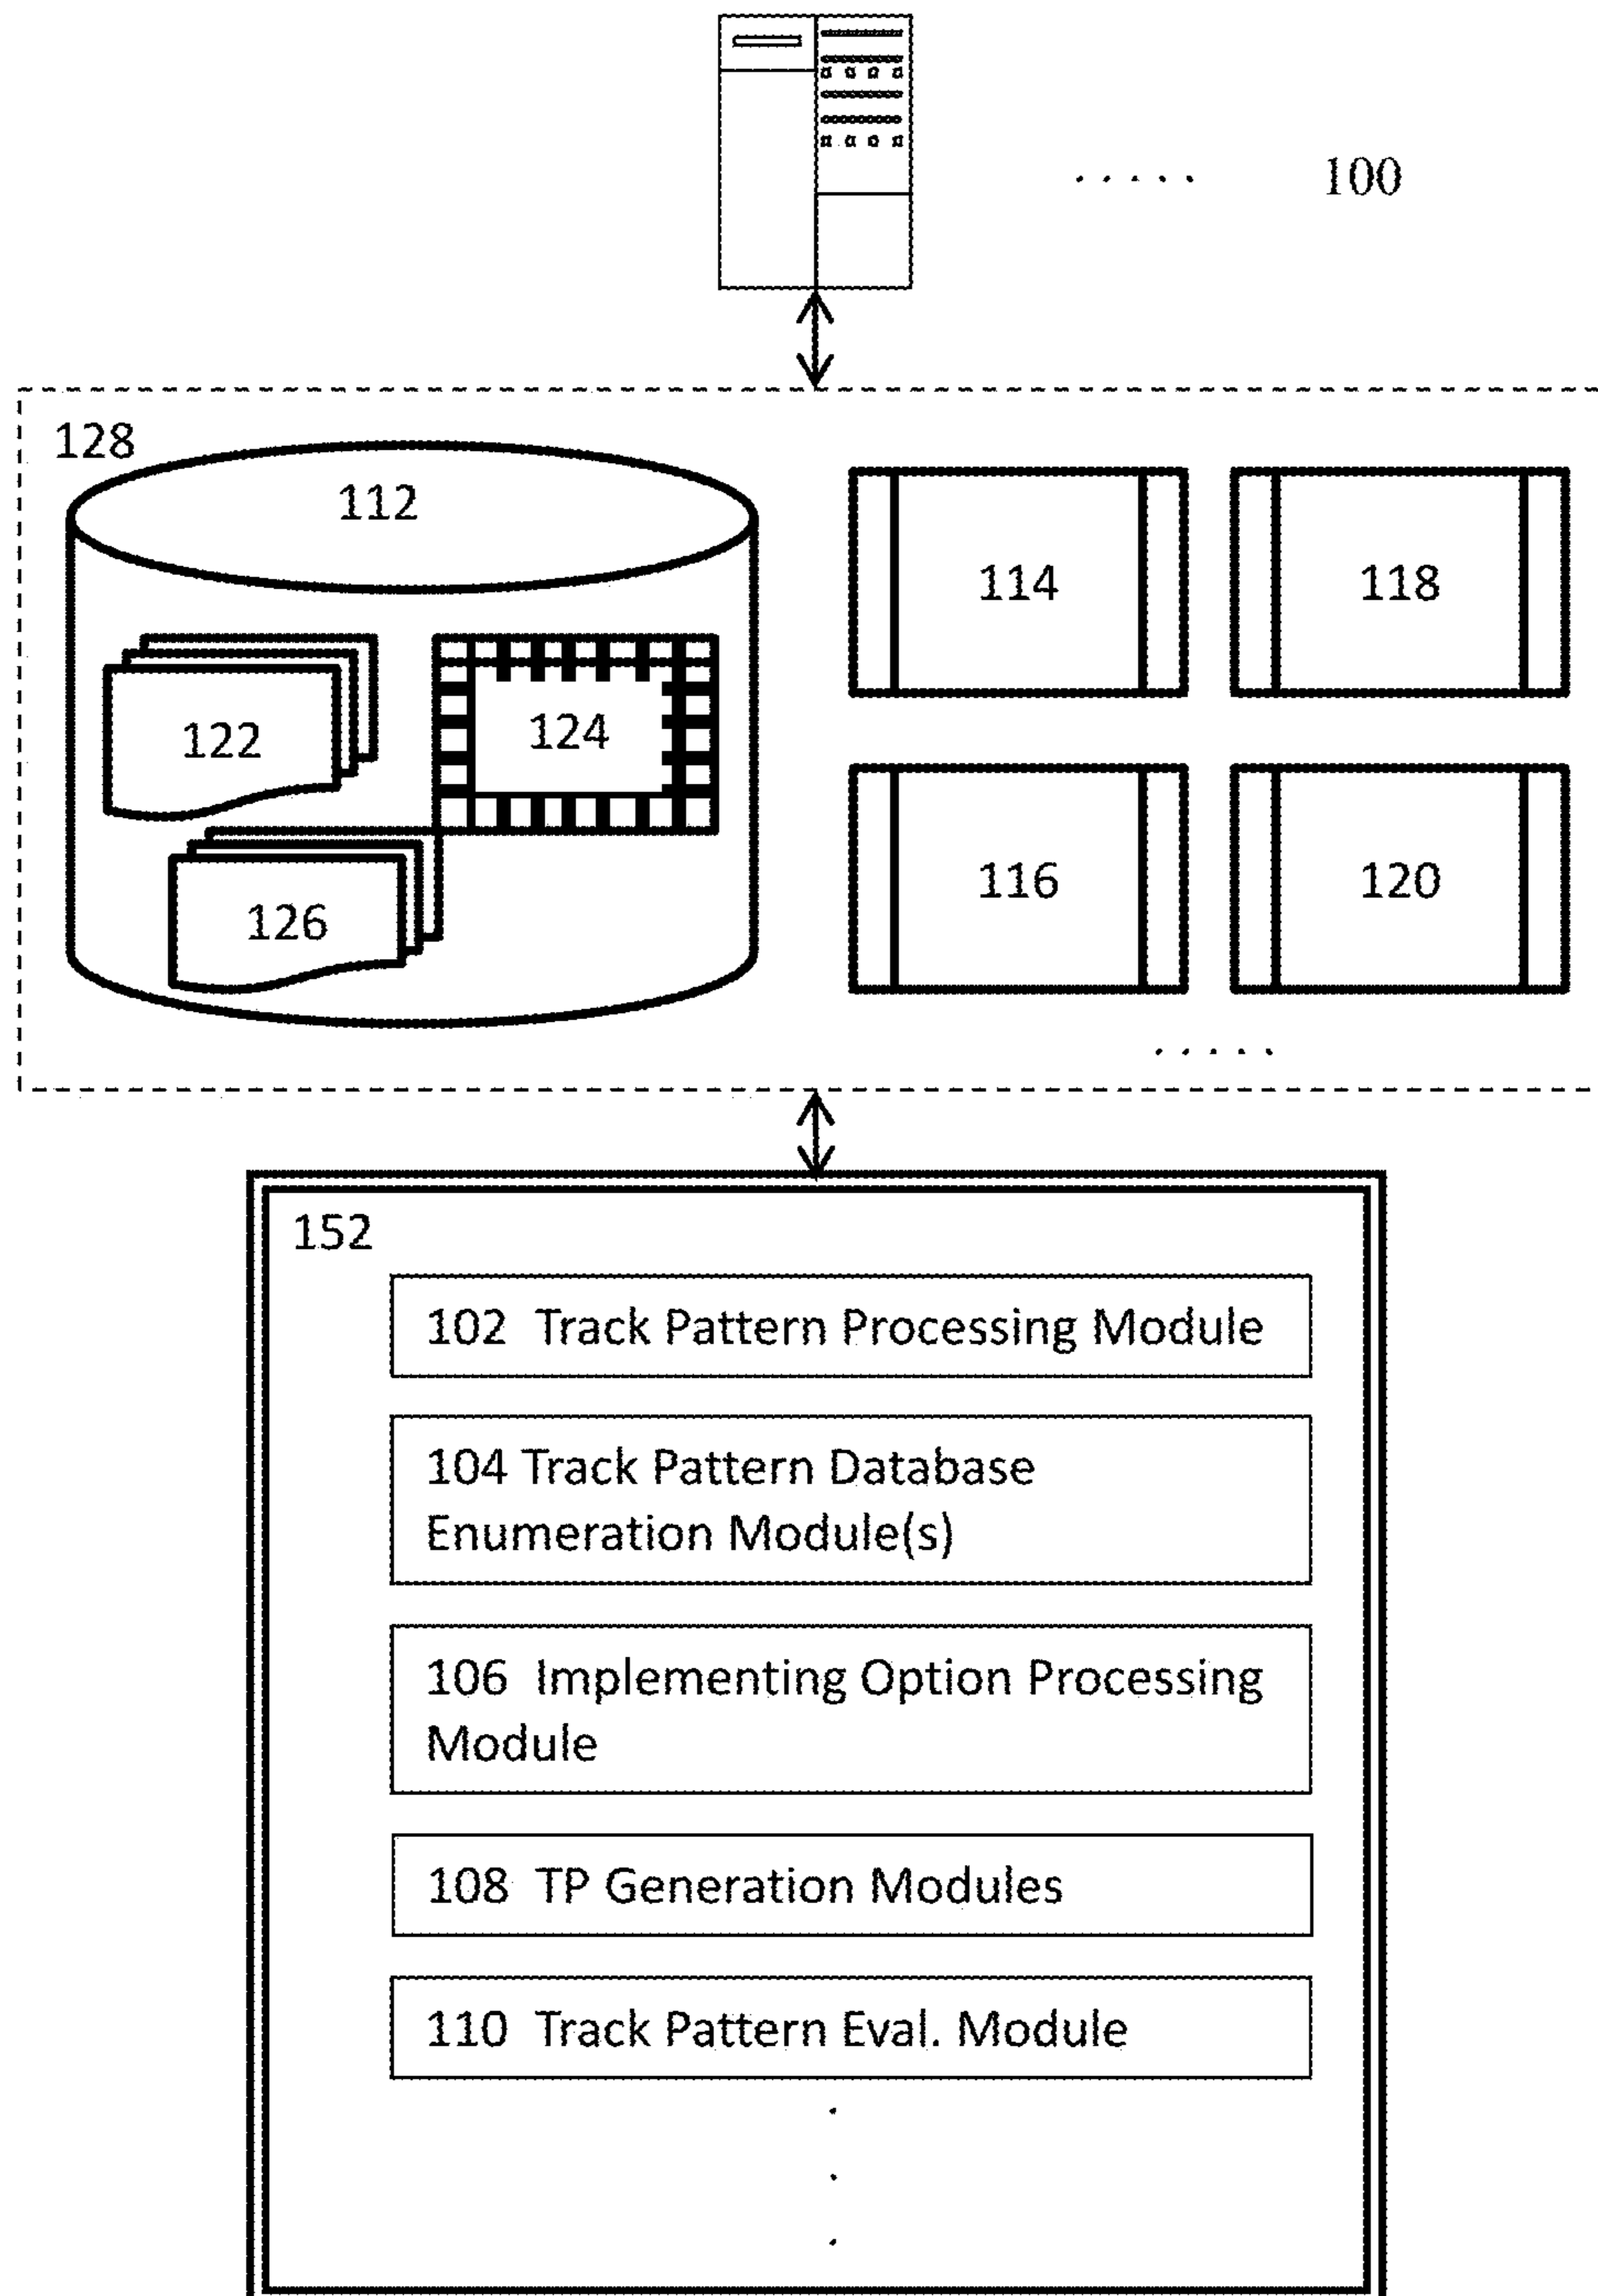 100
128
112
114
118
122
124
116
120
126
152
102 Track Pattern Processing Module
104 Track Pattern Database
Enumeration Module(s)
106 Implementing Option Processing
Module
108 TP Generation Modules
110 Track Pattern Eval. Module